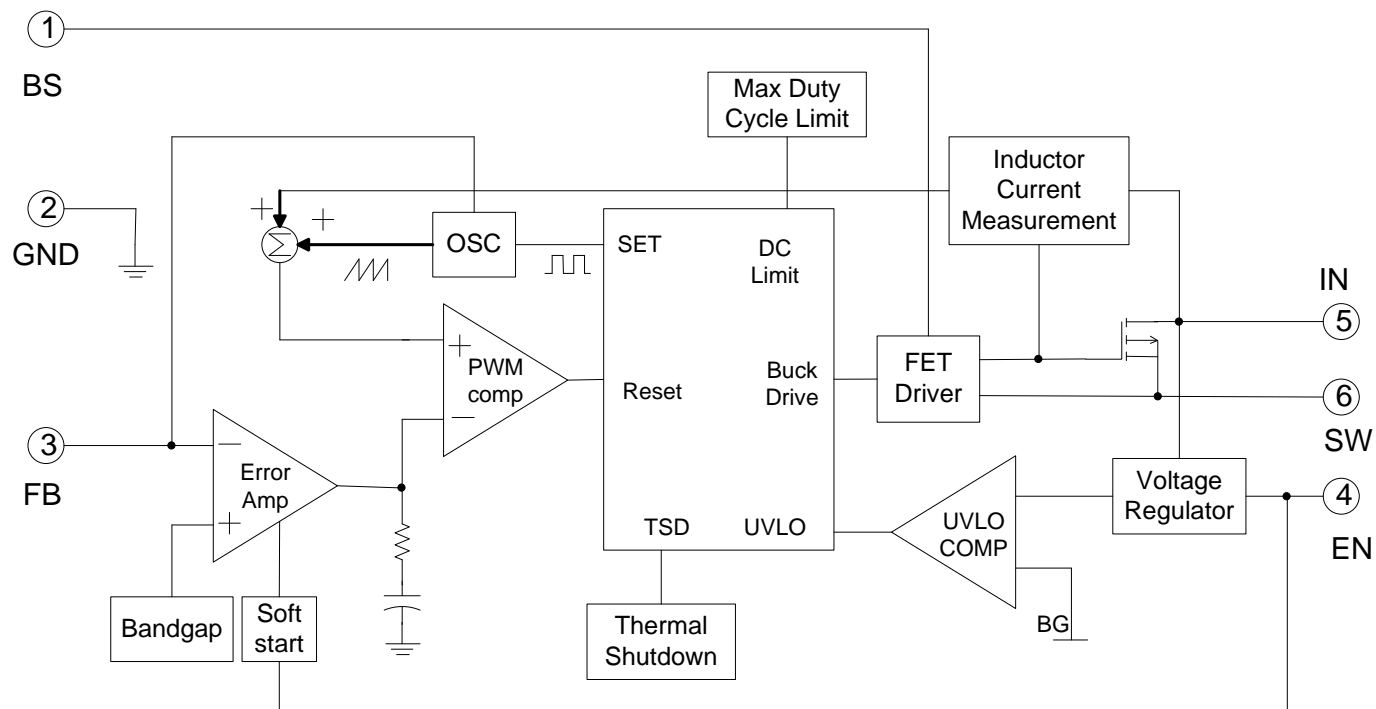 1
BS
Max Duty
Cycle Limit
Inductor
Current
Measurement
2
GND
+
+
Σ
OSC
SET
DC
Limit
IN
5
+
PWM
comp
−
Reset
Buck
Drive
FET
Driver
6
SW
3
FB
−
Error
Amp
+
Voltage
Regulator
4
EN
TSD
UVLO
UVLO
COMP
BG
Bandgap
Soft
start
Thermal
Shutdown